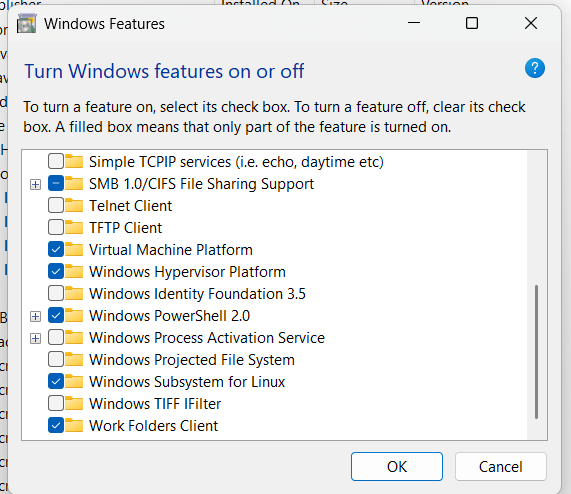 Installed On
Size
Version
Windows Features
Turn Windows features on or off
?
To turn a feature on, select its check box. To turn a feature off, clear its check
box. A filled box means that only part of the feature is turned on.
Simple TCPIP services (i.e. echo, daytime etc)
SMB 1.0/CIFS File Sharing Support
Telnet Client
TFTP Client
Virtual Machine Platform
Windows Hypervisor Platform
Windows Identity Foundation 3.5
Windows PowerShell 2.0
Windows Process Activation Service
Windows Projected File System
Windows Subsystem for Linux
Windows TIFF IFilter
Work Folders Client
OK
Cancel